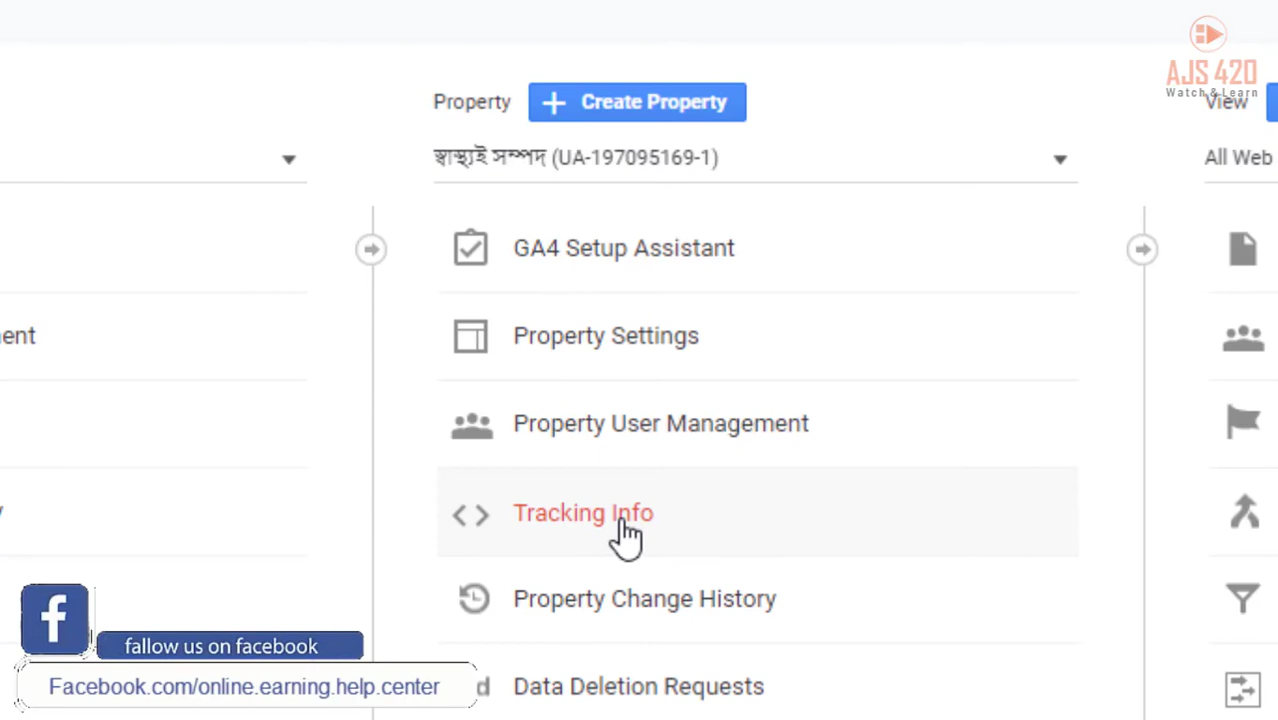 AJS 420
Watch & Learn
Property
Create Property
View
স্বাস্থ্যই সম্পদ (UA-197095169-1)
All Web
GA4 Setup Assistant
Property Settings
Property User Management
Tracking Info
Property Change History
Data Deletion Requests
fallow us on facebook
Facebook.com/online.earning.help.center